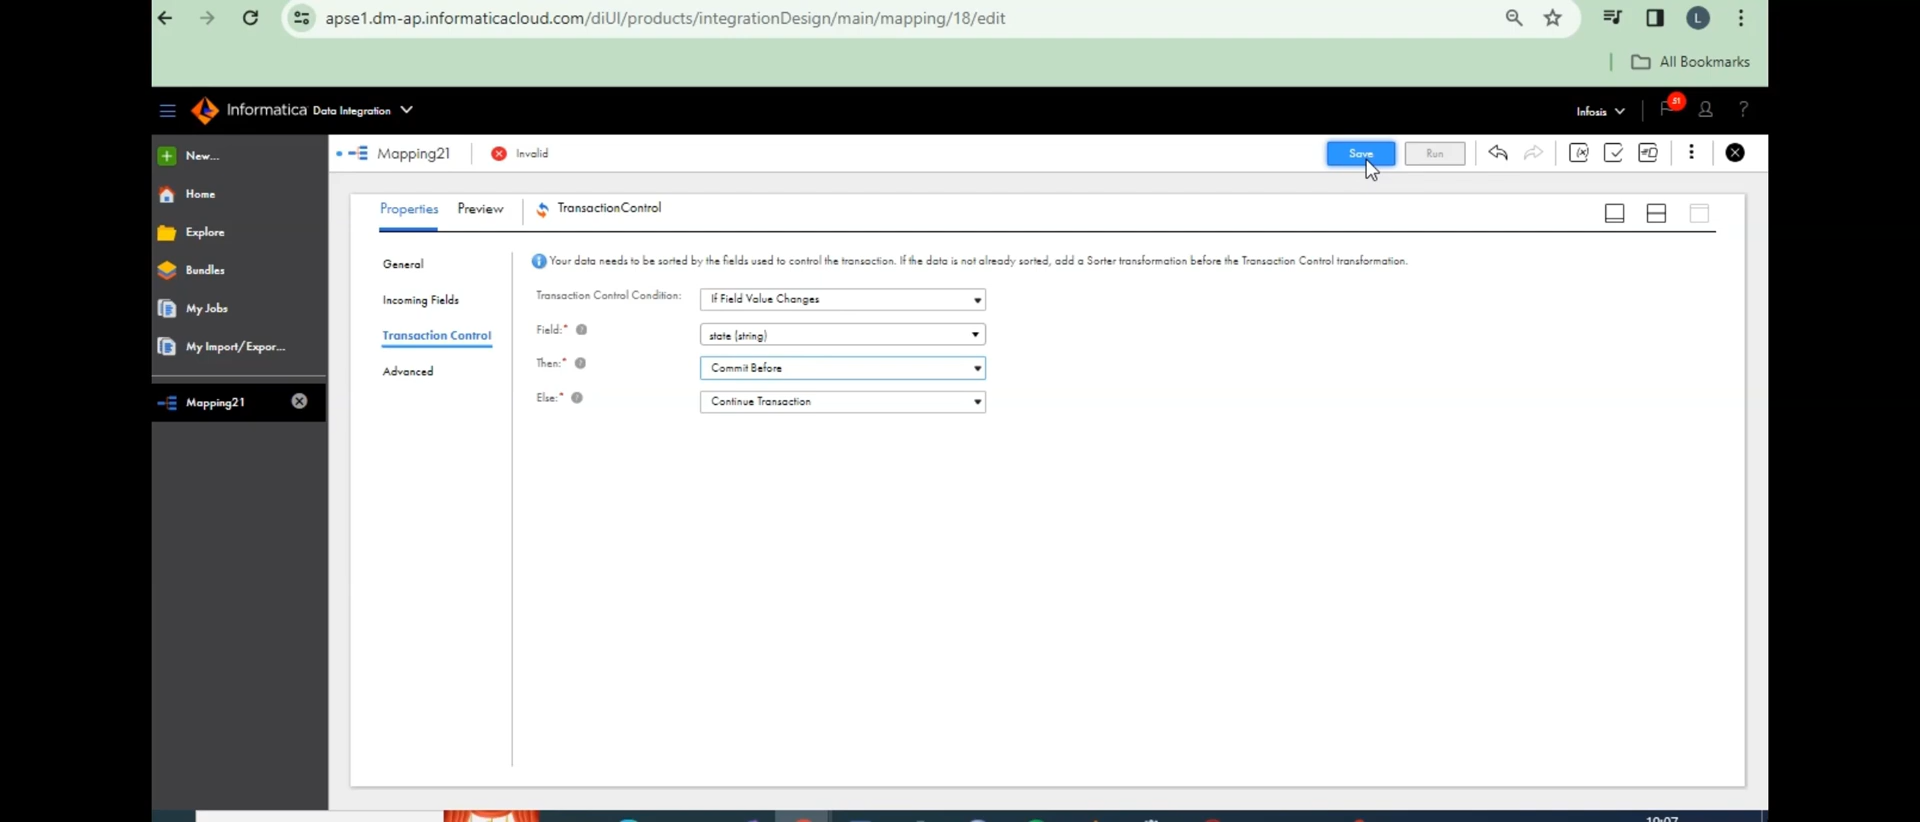 apse1.dm-ap.informaticacloud.com/diUI/products/integrationDesign/main/mapping/18/edit
L
All Bookmarks
Informatica Data Integration
Infosis
51
?
New...
Mapping21
Invalid
Save
Run
Home
Explore
Bundles
My Jobs
My Import/Expor...
Mapping21
Properties
Preview
TransactionControl
General
Incoming Fields
Transaction Control
Advanced
Your data needs to be sorted by the fields used to control the transaction. If the data is not already sorted, add a Sorter transformation before the Transaction Control transformation.
Transaction Control Condition: If Field Value Changes
Field:* state (string)
Then:* Commit Before
Else:* Continue Transaction